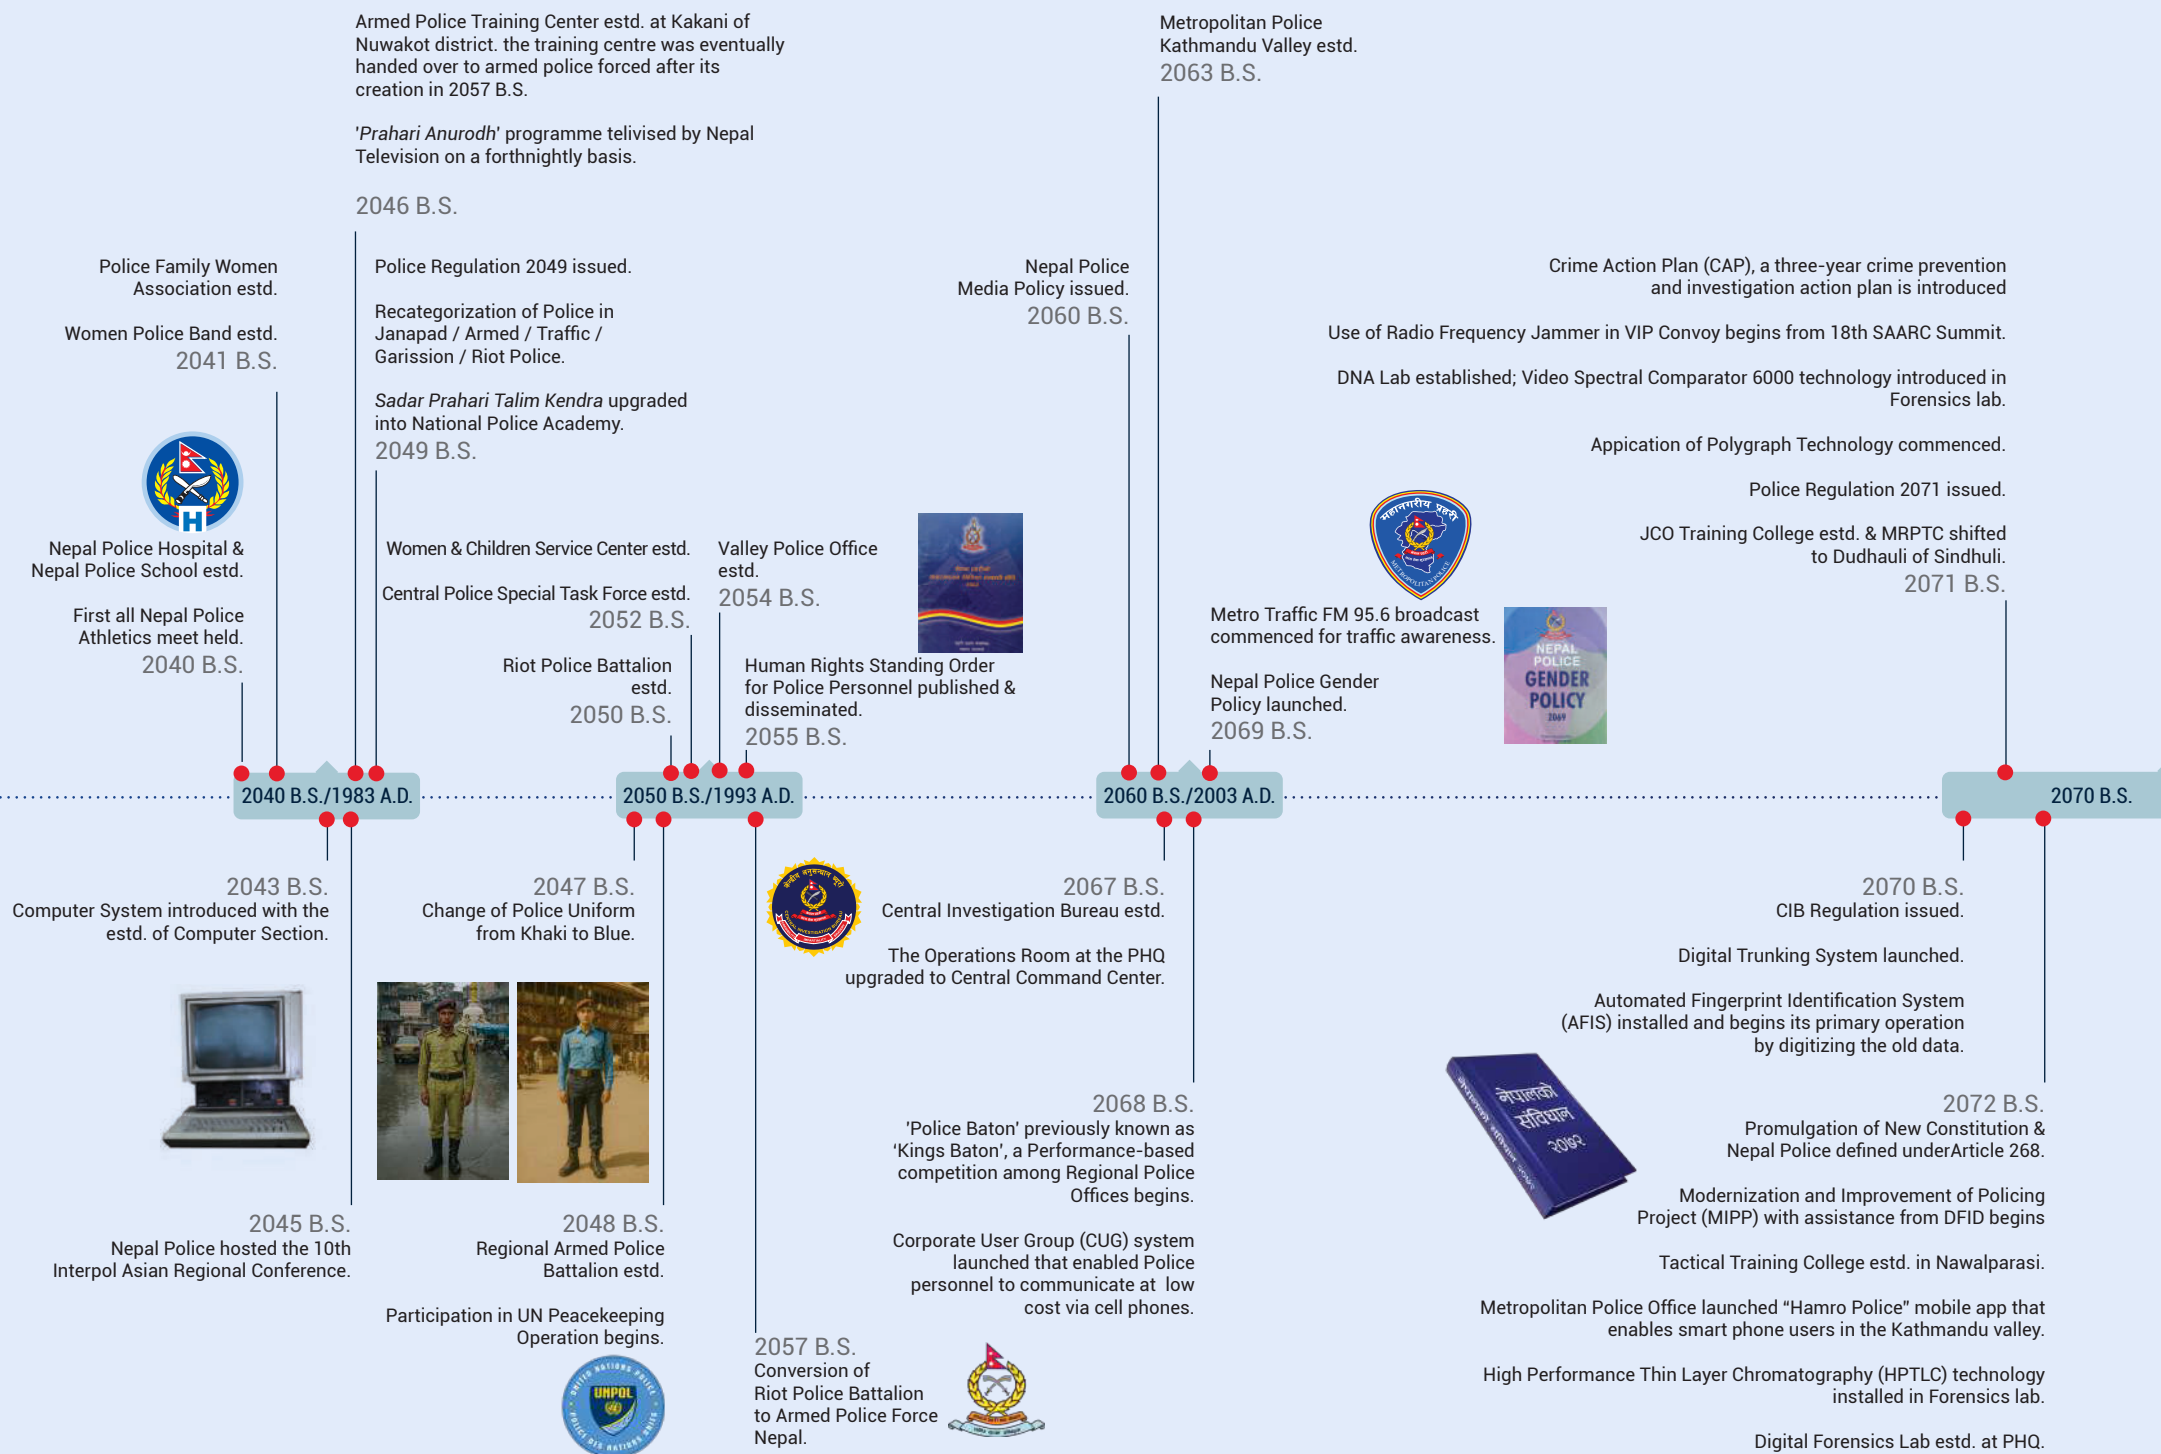 Armed Police Training Center estd. at Kakani of
Nuwakot district. the training centre was eventually
handed over to armed police forced after its
creation in 2057 B.S.
'Prahari Anurodh' programme telivised by Nepal
Television on a forthnightly basis.
2046 B.S.
Metropolitan Police
Kathmandu Valley estd.
2063 B.S.
Police Family Women
Association estd.
Women Police Band estd.
2041 B.S.
Police Regulation 2049 issued.
Recategorization of Police in
Janapad / Armed / Traffic /
Garission / Riot Police.
Sadar Prahari Talim Kendra upgraded
into National Police Academy.
2049 B.S.
Nepal Police
Media Policy issued.
2060 B.S.
Crime Action Plan (CAP), a three-year crime prevention
and investigation action plan is introduced
Use of Radio Frequency Jammer in VIP Convoy begins from 18th SAARC Summit.
DNA Lab established; Video Spectral Comparator 6000 technology introduced in
Forensics lab.
Appication of Polygraph Technology commenced.
Police Regulation 2071 issued.
JCO Training College estd. & MRPTC shifted
to Dudhauli of Sindhuli.
2071 B.S.
H
Nepal Police Hospital &
Nepal Police School estd.
First all Nepal Police
Athletics meet held.
2040 B.S.
Women & Children Service Center estd.
Central Police Special Task Force estd.
2052 B.S.
Riot Police Battalion
estd.
2050 B.S.
Valley Police Office
estd.
2054 B.S.
Human Rights Standing Order
for Police Personnel published &
disseminated.
2055 B.S.
महानगरीय प्रहरी
METROPOLITAN POLICE
Metro Traffic FM 95.6 broadcast
commenced for traffic awareness.
Nepal Police Gender
Policy launched.
2069 B.S.
NEPAL
POLICE
GENDER
POLICY
2069
2040 B.S./1983 A.D.
2050 B.S./1993 A.D.
2060 B.S./2003 A.D.
2070 B.S.
2043 B.S.
Computer System introduced with the
estd. of Computer Section.
2045 B.S.
Nepal Police hosted the 10th
Interpol Asian Regional Conference.
2047 B.S.
Change of Police Uniform
from Khaki to Blue.
2048 B.S.
Regional Armed Police
Battalion estd.
Participation in UN Peacekeeping
Operation begins.
UNITED NATIONS POLICE
UNPOL
POLICE DES NATIONS UNIES
2057 B.S.
Conversion of
Riot Police Battalion
to Armed Police Force
Nepal.
केन्द्रीय अनुसन्धान ब्यूरो
CENTRAL INVESTIGATION BUREAU
2067 B.S.
Central Investigation Bureau estd.
The Operations Room at the PHQ
upgraded to Central Command Center.
2068 B.S.
'Police Baton' previously known as
‘Kings Baton’, a Performance-based
competition among Regional Police
Offices begins.
Corporate User Group (CUG) system
launched that enabled Police
personnel to communicate at  low
cost via cell phones.
2070 B.S.
CIB Regulation issued.
Digital Trunking System launched.
Automated Fingerprint Identification System
(AFIS) installed and begins its primary operation
by digitizing the old data.
नेपालको
संविधान
२०७२
2072 B.S.
Promulgation of New Constitution &
Nepal Police defined underArticle 268.
Modernization and Improvement of Policing
Project (MIPP) with assistance from DFID begins
Tactical Training College estd. in Nawalparasi.
Metropolitan Police Office launched “Hamro Police” mobile app that
enables smart phone users in the Kathmandu valley.
High Performance Thin Layer Chromatography (HPTLC) technology
installed in Forensics lab.
Digital Forensics Lab estd. at PHQ.